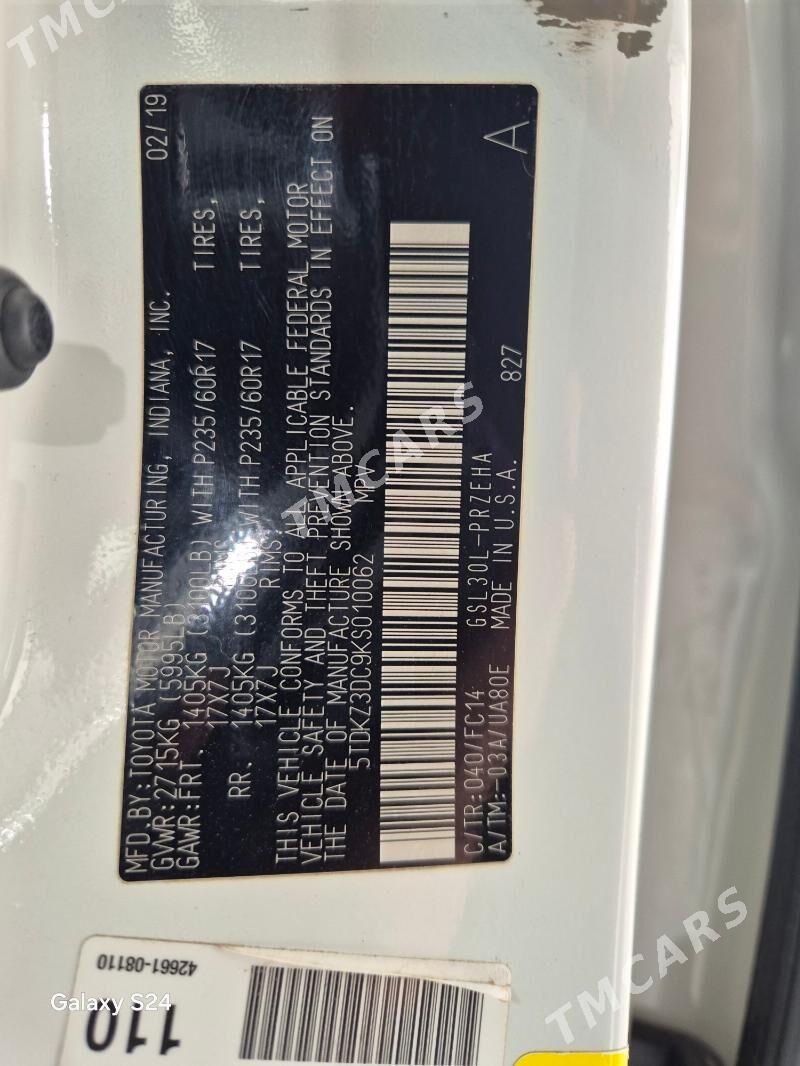 MFD.BY:TOYOTA MOTOR MANUFACTURING, INDIANA, INC. 02/19
GVWR:2715KG (5995LB)
GAWR:FRT. 1405KG (3100LB) WITH P235/60R17 TIRES,
17X7J RIMS
RR. 1405KG (3100LB) WITH P235/60R17 TIRES,
17X7J RIMS
THIS VEHICLE CONFORMS TO ALL APPLICABLE FEDERAL MOTOR
VEHICLE SAFETY AND THEFT PREVENTION STANDARDS IN EFFECT ON
THE DATE OF MANUFACTURE SHOWN ABOVE.
5TDKZ3DC9KS010062 MPV
C/TR:040/FC14 GSL30L-PRZEHA
A/TM:-03A/UA80E MADE IN U.S.A. 827 A
42661-08110
110
Galaxy S24
TMCARS
TMCARS
TMCARS